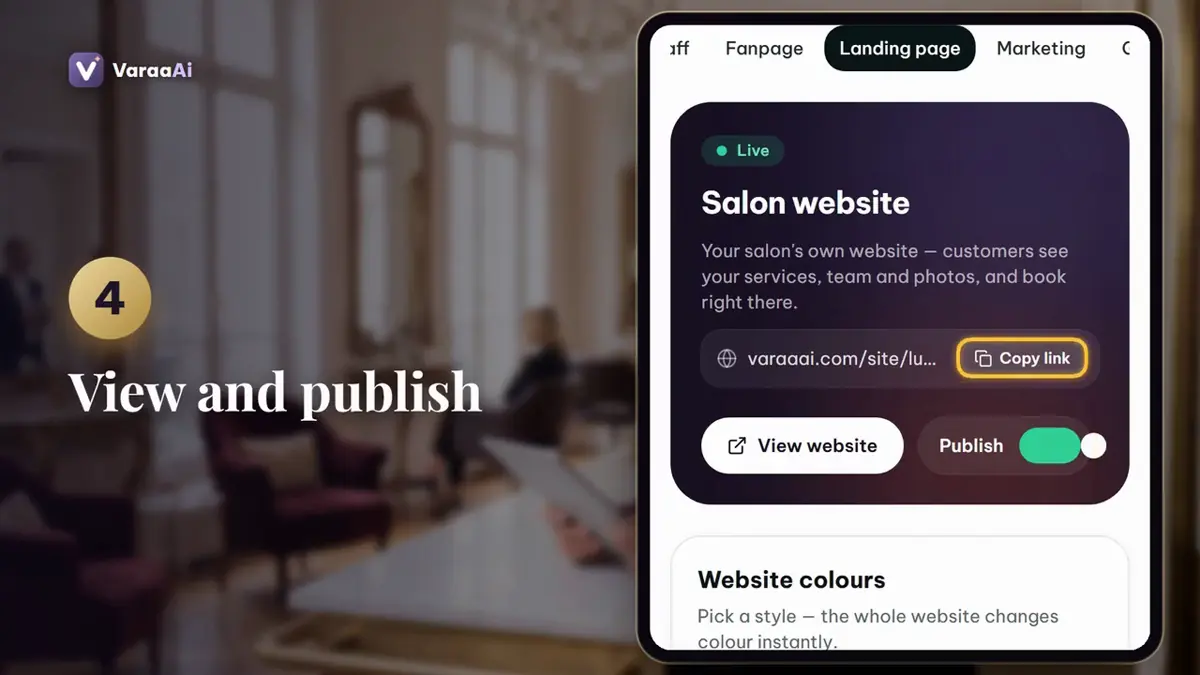 VaraaAi
4
View and publish
aff Fanpage Landing page Marketing
Live
Salon website
Your salon's own website — customers see
your services, team and photos, and book
right there.
varaaai.com/site/lu...
Copy link
View website
Publish
Website colours
Pick a style — the whole website changes
colour instantly.